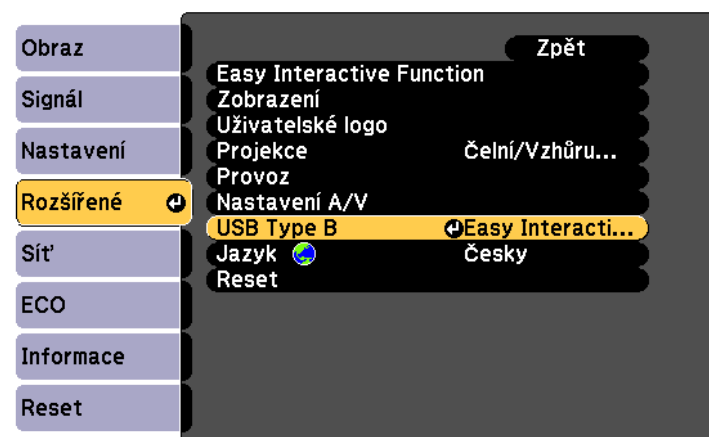 Obraz
Signál
Nastavení
Rozšířené
Síť
ECO
Informace
Reset
Zpět
Easy Interactive Function
Zobrazení
Uživatelské logo
Projekce Čelní/Vzhůru...
Provoz
Nastavení A/V
USB Type B Easy Interacti...
Jazyk Česky
Reset